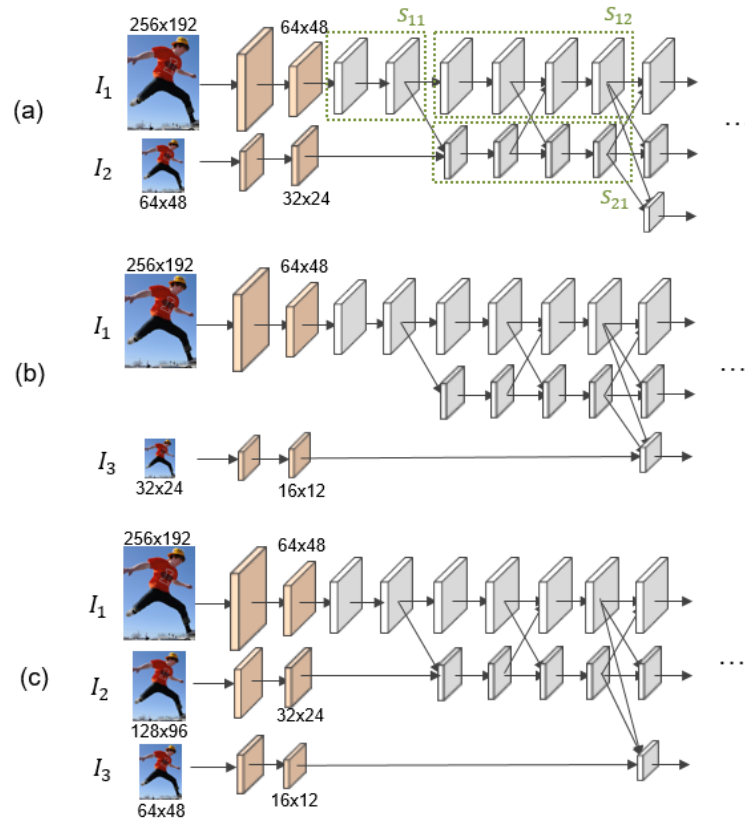 256x192
64x48
S₁₁
S₁₂
(a)
I₁
...
I₂
64x48
32x24
S₂₁
256x192
64x48
I₁
(b)
...
I₃
32x24
16x12
256x192
64x48
I₁
(c)
...
I₂
128x96
32x24
I₃
64x48
16x12